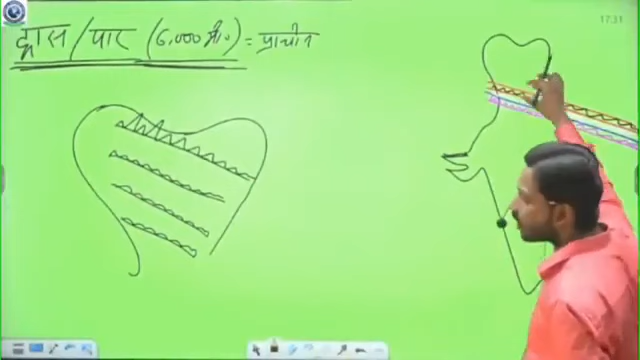 17:31
ट्रांस / पार (6,000 मी०) = प्राचीन